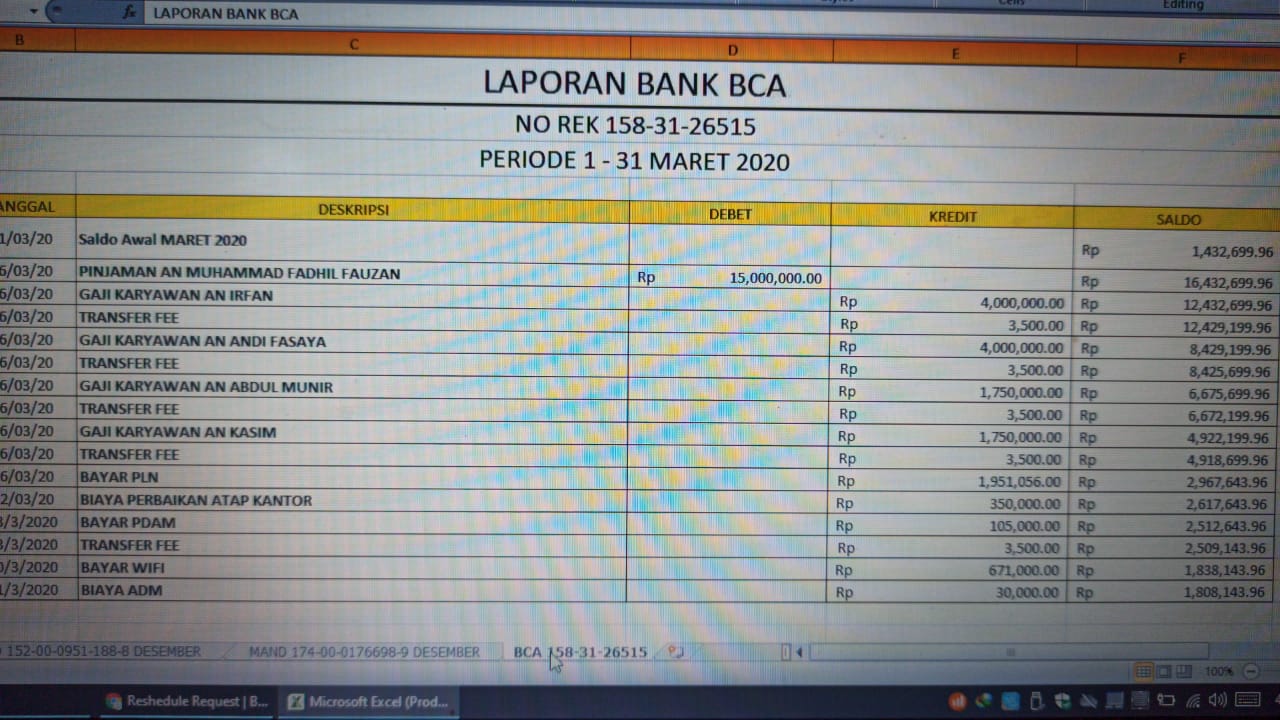 LAPORAN BANK BCA
Editing
B C D E F
LAPORAN BANK BCA
NO REK 158-31-26515
PERIODE 1 - 31 MARET 2020
ANGGAL DESKRIPSI DEBET KREDIT SALDO
1/03/20 Saldo Awal MARET 2020 Rp 1,432,699.96
6/03/20 PINJAMAN AN MUHAMMAD FADHIL FAUZAN Rp 15,000,000.00 Rp 16,432,699.96
6/03/20 GAJI KARYAWAN AN IRFAN Rp 4,000,000.00 Rp 12,432,699.96
6/03/20 TRANSFER FEE Rp 3,500.00 Rp 12,429,199.96
6/03/20 GAJI KARYAWAN AN ANDI FASAYA Rp 4,000,000.00 Rp 8,429,199.96
6/03/20 TRANSFER FEE Rp 3,500.00 Rp 8,425,699.96
6/03/20 GAJI KARYAWAN AN ABDUL MUNIR Rp 1,750,000.00 Rp 6,675,699.96
6/03/20 TRANSFER FEE Rp 3,500.00 Rp 6,672,199.96
6/03/20 GAJI KARYAWAN AN KASIM Rp 1,750,000.00 Rp 4,922,199.96
6/03/20 TRANSFER FEE Rp 3,500.00 Rp 4,918,699.96
6/03/20 BAYAR PLN Rp 1,951,056.00 Rp 2,967,643.96
2/03/20 BIAYA PERBAIKAN ATAP KANTOR Rp 350,000.00 Rp 2,617,643.96
/3/2020 BAYAR PDAM Rp 105,000.00 Rp 2,512,643.96
/3/2020 TRANSFER FEE Rp 3,500.00 Rp 2,509,143.96
/3/2020 BAYAR WIFI Rp 671,000.00 Rp 1,838,143.96
/3/2020 BIAYA ADM Rp 30,000.00 Rp 1,808,143.96
152-00-0951-188-8 DESEMBER MAND 174-00-0176698-9 DESEMBER BCA 158-31-26515
100%
Reshedule Request | B... Microsoft Excel (Prod...